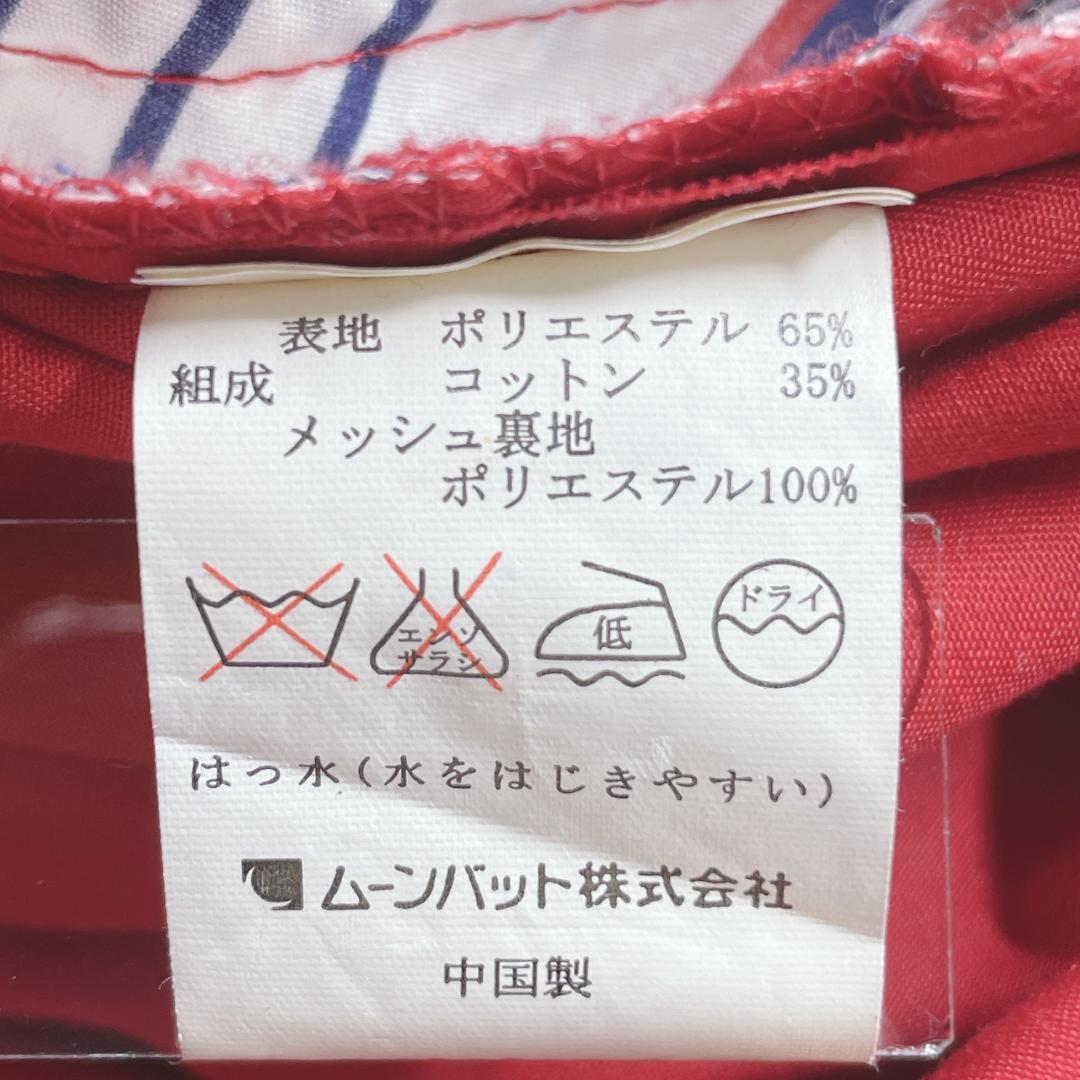 表地 ポリエステル 65%
組成 コットン 35%
メッシュ裏地
ポリエステル100%
エンソ
サラシ
低
ドライ
はっ水(水をはじきやすい)
ムーンバット株式会社
中国製